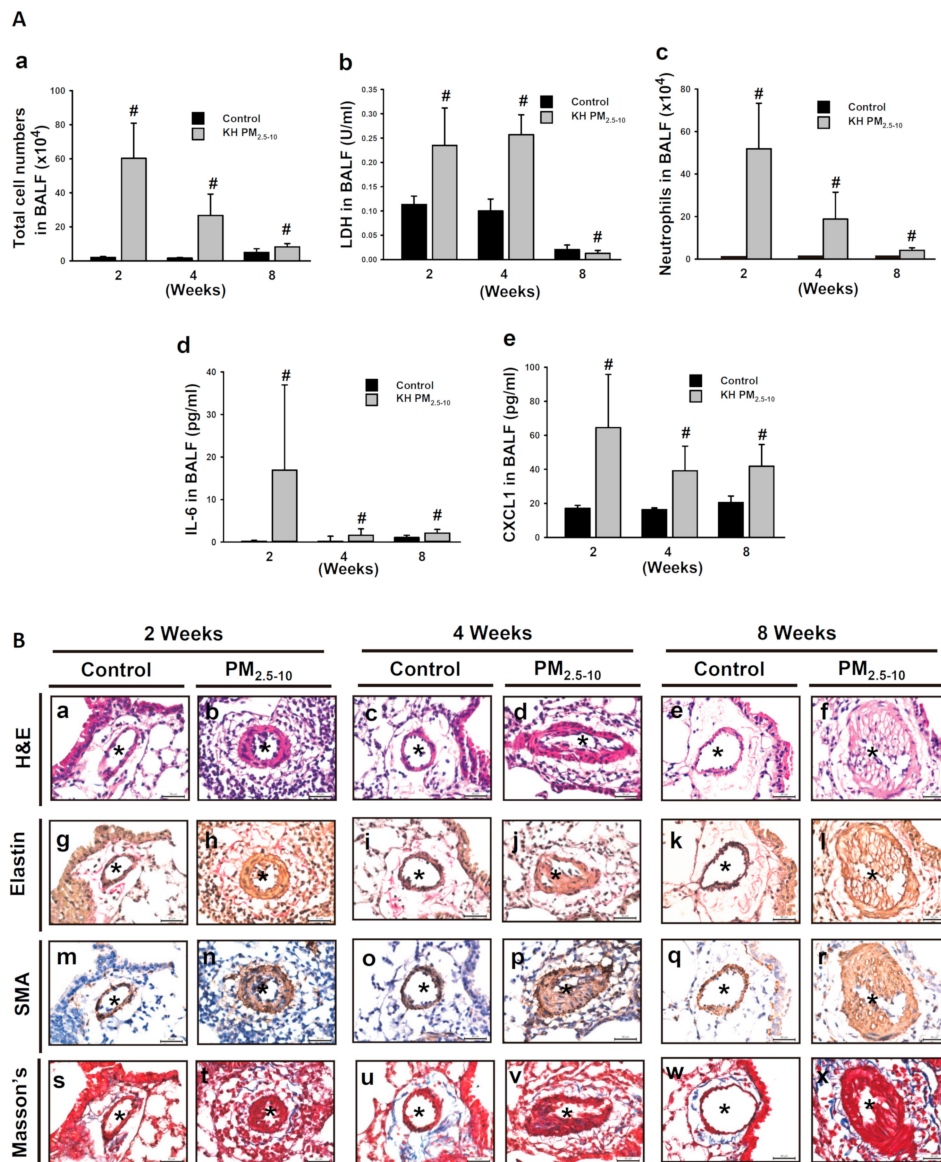 A
a
Total cell numbers
in BALF (x10⁴)
100
80
60
40
20
0
#
#
#
Control
KH PM₂.₅₋₁₀
2
4
8
(Weeks)
b
LDH in BALF (U/ml)
0.35
0.30
0.25
0.20
0.15
0.10
0.05
0.00
#
#
#
Control
KH PM₂.₅₋₁₀
2
4
8
(Weeks)
c
Neutrophils in BALF (x10⁴)
80
60
40
20
0
#
#
#
Control
KH PM₂.₅₋₁₀
2
4
8
(Weeks)
d
IL-6 in BALF (pg/ml)
40
30
20
10
0
#
#
#
Control
KH PM₂.₅₋₁₀
2
4
8
(Weeks)
e
CXCL1 in BALF (pg/ml)
100
80
60
40
20
0
#
#
#
Control
KH PM₂.₅₋₁₀
2
4
8
(Weeks)
B
2 Weeks 4 Weeks 8 Weeks
Control PM₂.₅₋₁₀ Control PM₂.₅₋₁₀ Control PM₂.₅₋₁₀
H&E
a b c d e f
* * * * * *
Elastin
g h i j k l
* * * * * *
SMA
m n o p q r
* * * * * *
Masson's
s t u v w x
* * * * * *